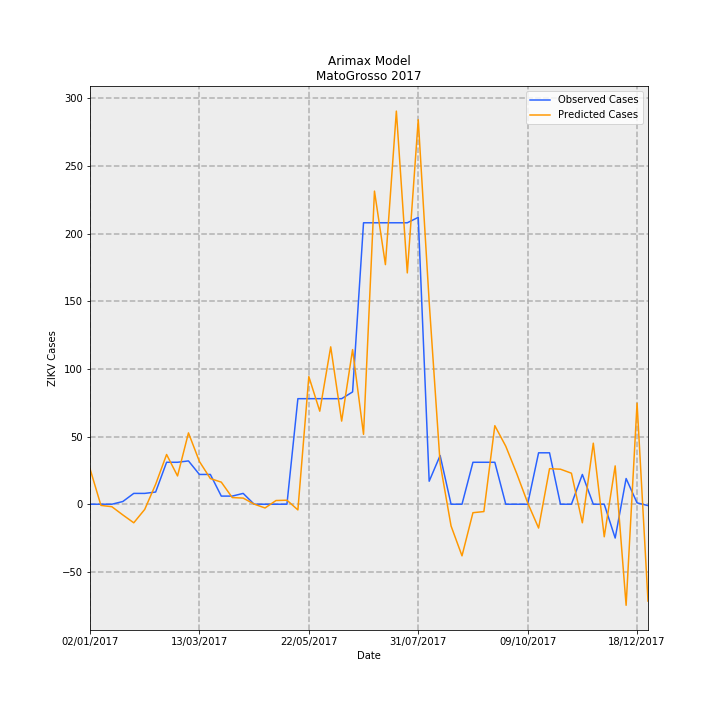 Arimax Model
MatoGrosso 2017
Observed Cases
Predicted Cases
300
250
200
150
100
50
0
−50
ZIKV Cases
02/01/2017 13/03/2017 22/05/2017 31/07/2017 09/10/2017 18/12/2017
Date